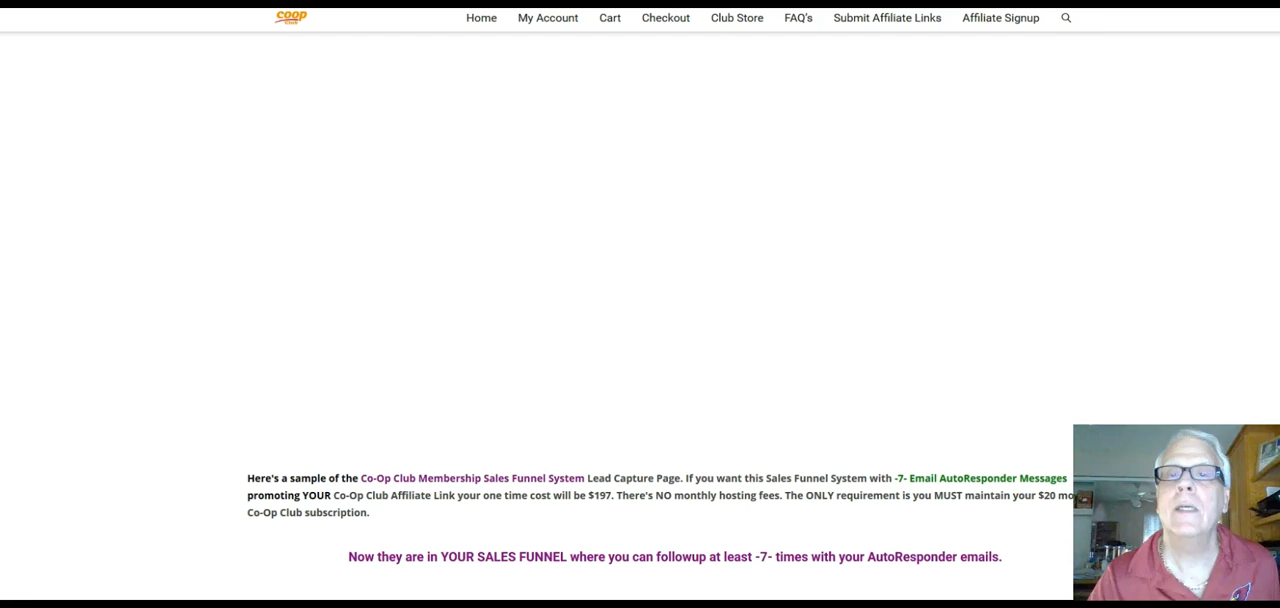 coop
Club
Home My Account Cart Checkout Club Store FAQ's Submit Affiliate Links Affiliate Signup
Here's a sample of the Co-Op Club Membership Sales Funnel System Lead Capture Page. If you want this Sales Funnel System with -7- Email AutoResponder Messages
promoting YOUR Co-Op Club Affiliate Link your one time cost will be $197. There's NO monthly hosting fees. The ONLY requirement is you MUST maintain your $20 mo
Co-Op Club subscription.
Now they are in YOUR SALES FUNNEL where you can followup at least -7- times with your AutoResponder emails.